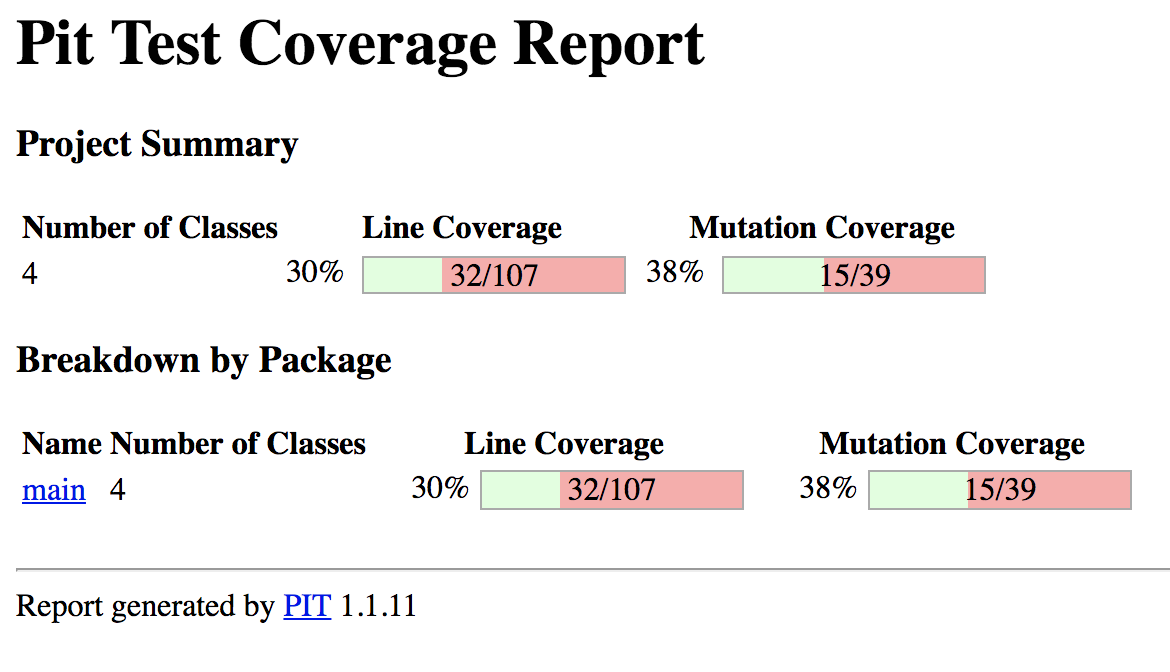 Pit Test Coverage Report
Project Summary
Number of Classes Line Coverage Mutation Coverage
4 30% 32/107 38% 15/39
Breakdown by Package
Name Number of Classes Line Coverage Mutation Coverage
main 4 30% 32/107 38% 15/39
Report generated by PIT 1.1.11